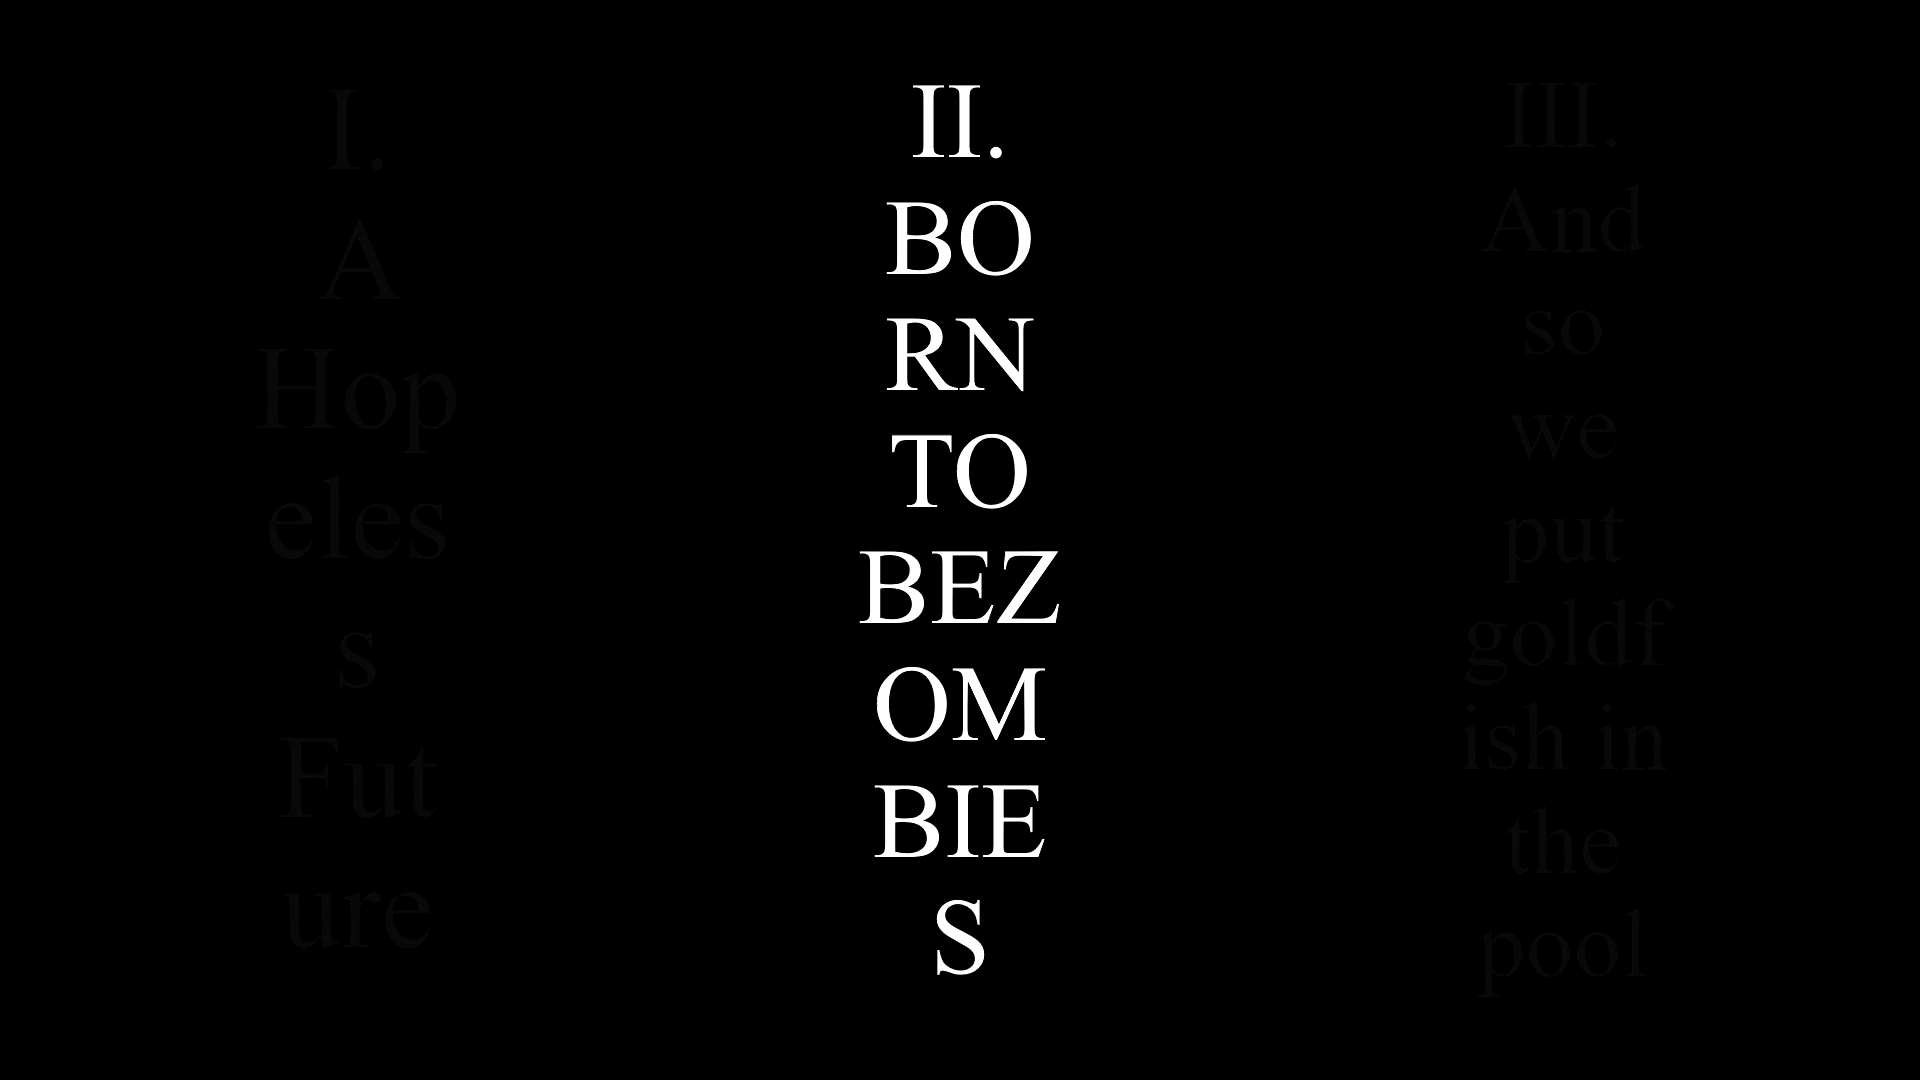 I.
A
Hop
eles
s
Fut
ure
II.
BO
RN
TO
BEZ
OM
BIE
S
III.
And
so
we
put
goldf
ish in
the
pool